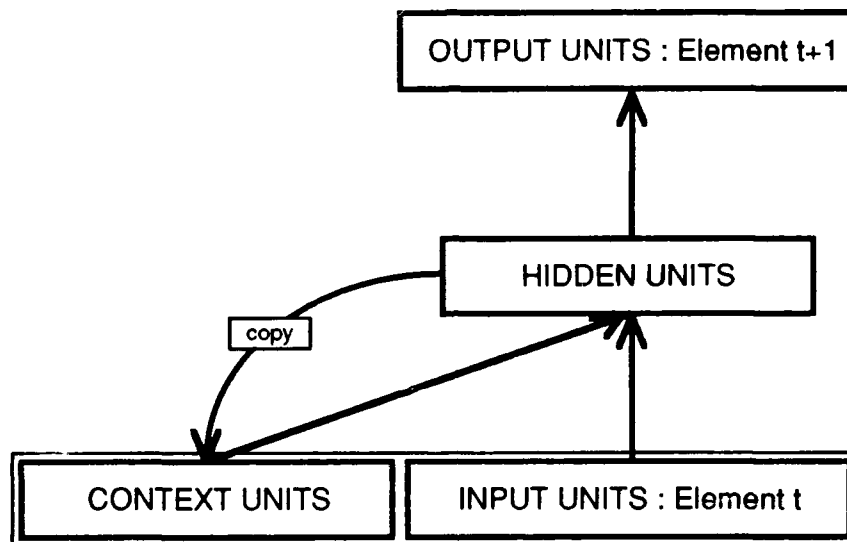 OUTPUT UNITS : Element t+1
HIDDEN UNITS
copy
CONTEXT UNITS
INPUT UNITS : Element t